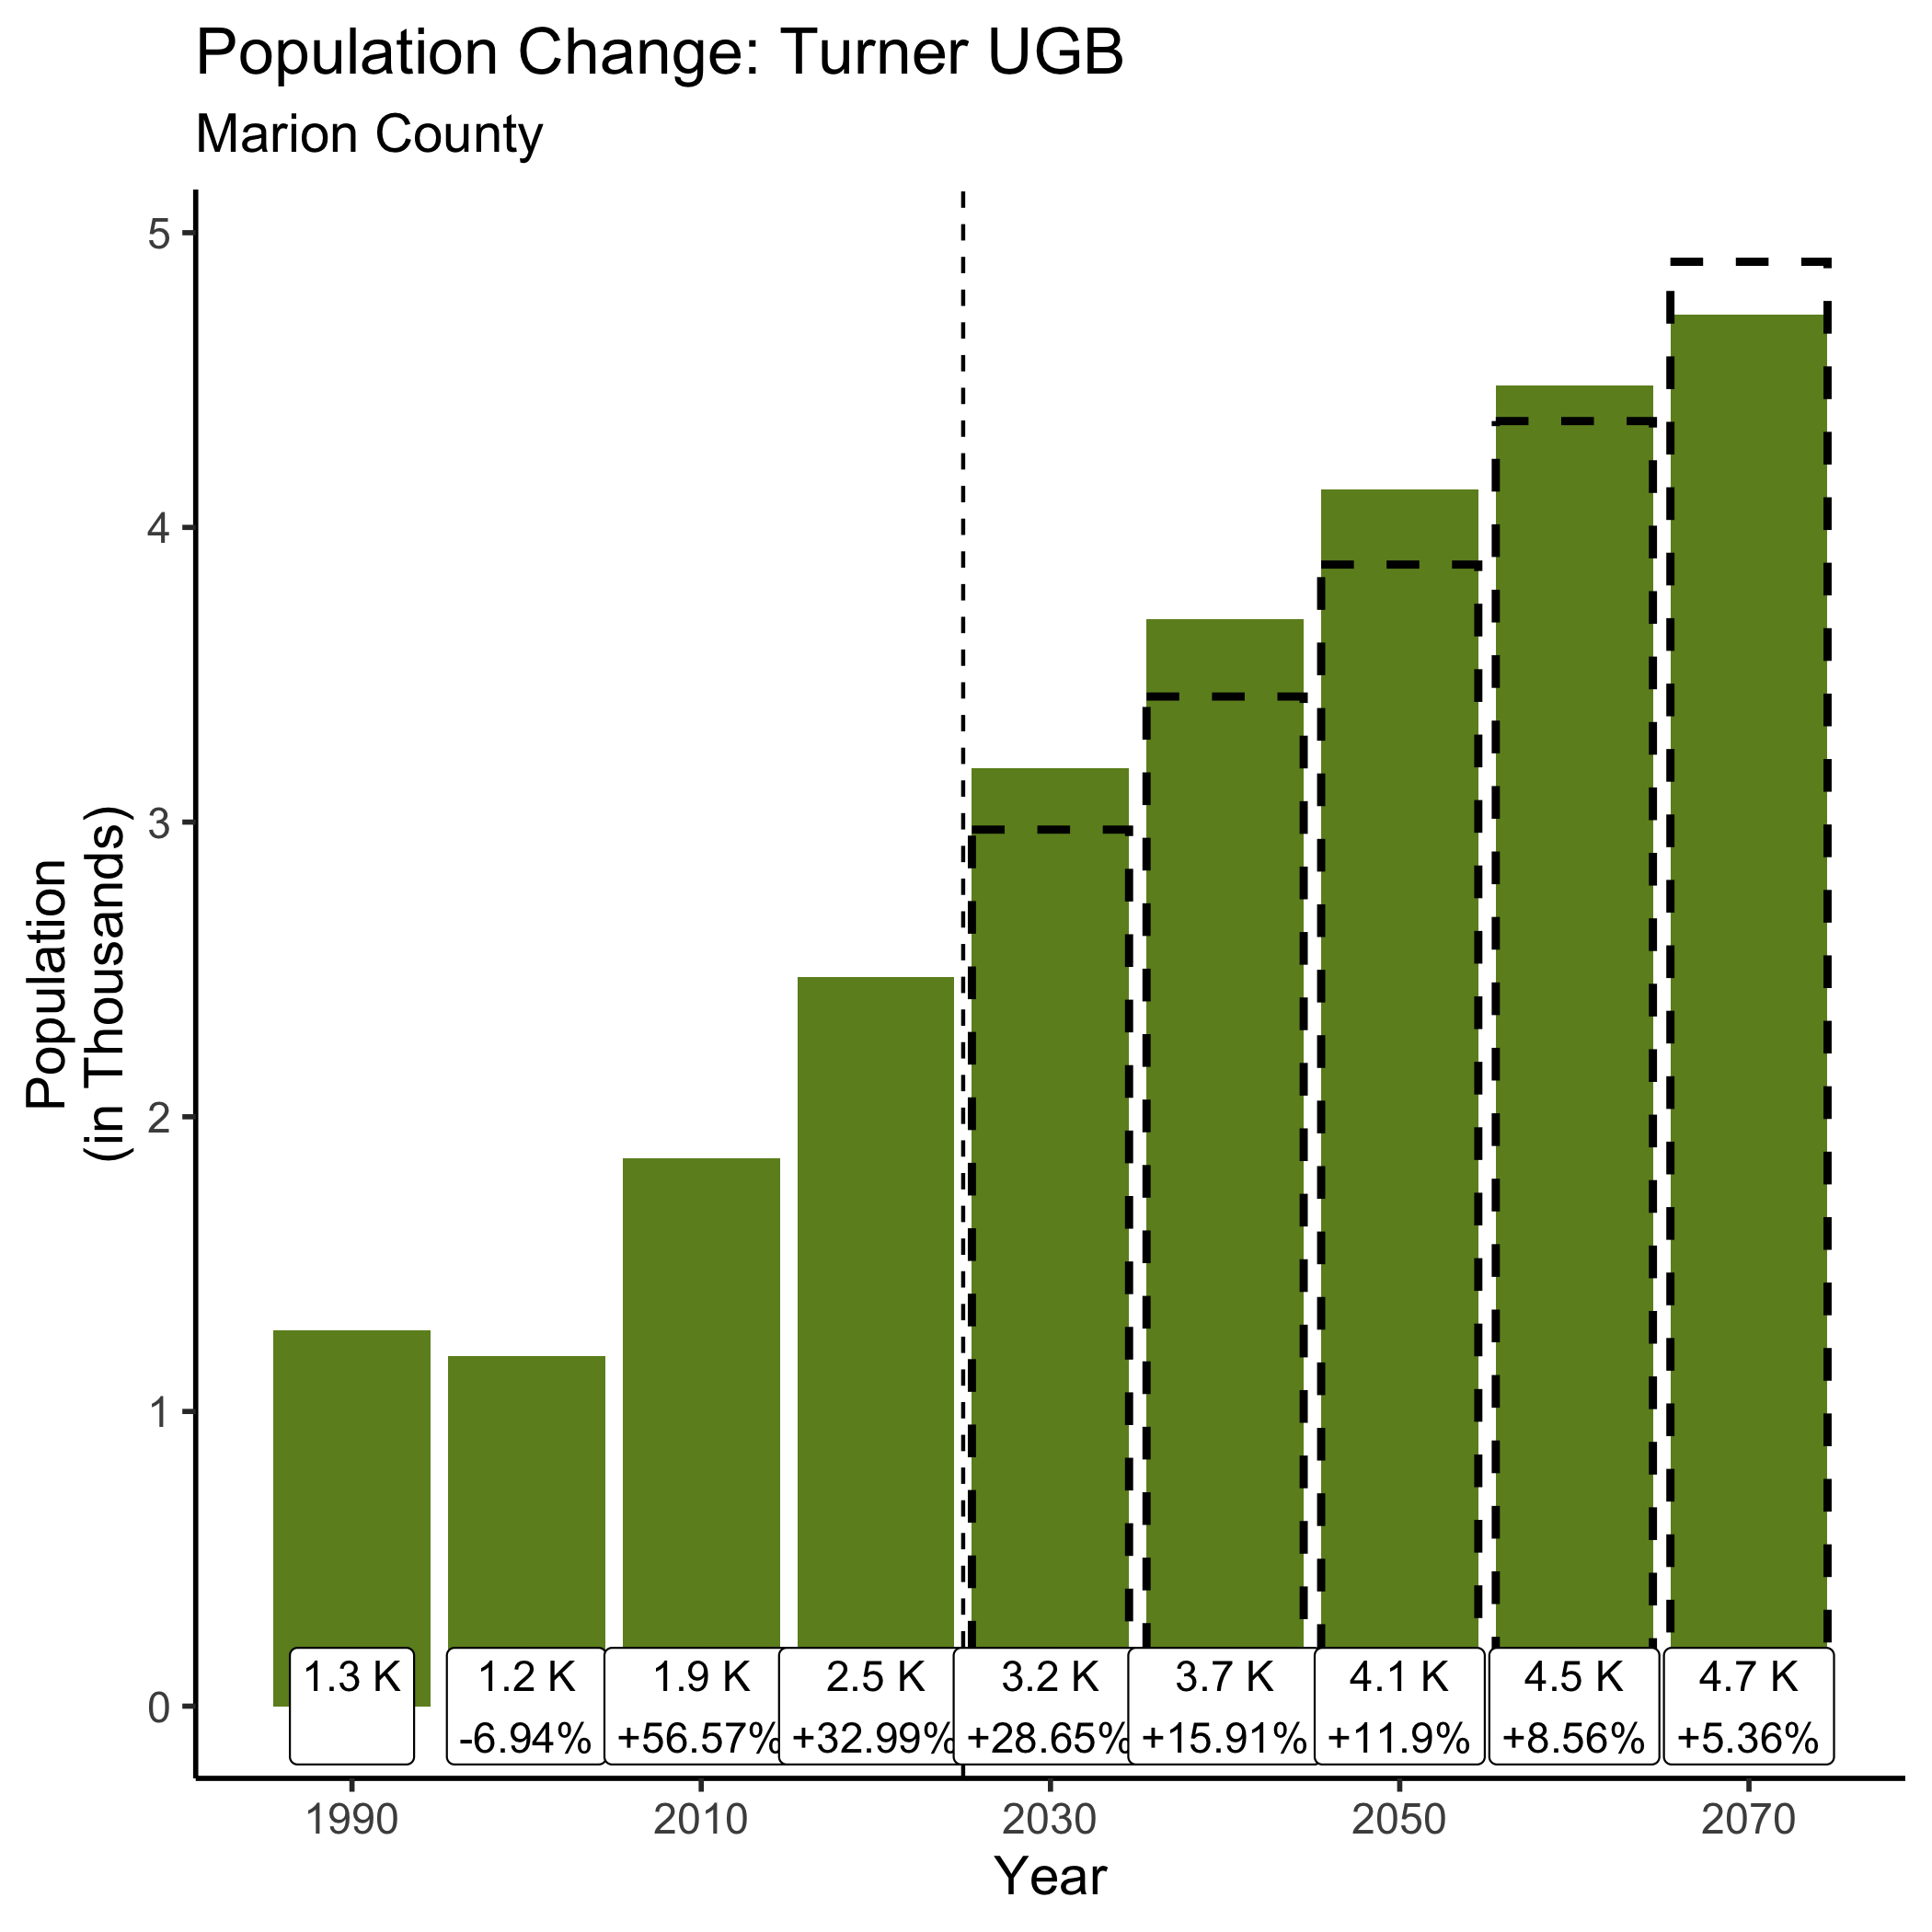 Population Change: Turner UGB
Marion County
Population
(in Thousands)
5
4
3
2
1
0
1.3 K
1.2 K
-6.94%
1.9 K
+56.57%
2.5 K
+32.99%
3.2 K
+28.65%
3.7 K
+15.91%
4.1 K
+11.9%
4.5 K
+8.56%
4.7 K
+5.36%
1990
2010
2030
2050
2070
Year